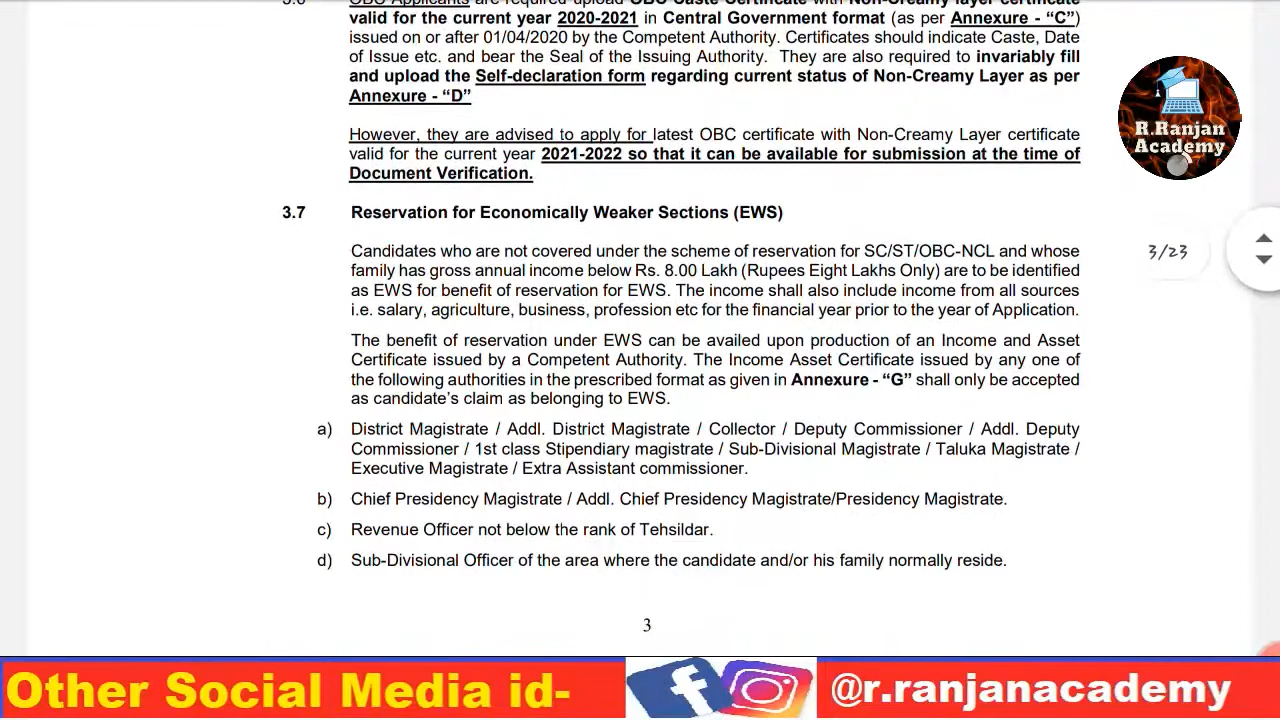 3.6 OBC Applicants are required upload OBC Caste Certificate with Non-Creamy layer certificate
valid for the current year 2020-2021 in Central Government format (as per Annexure - “C”)
issued on or after 01/04/2020 by the Competent Authority. Certificates should indicate Caste, Date
of Issue etc. and bear the Seal of the Issuing Authority. They are also required to invariably fill
and upload the Self-declaration form regarding current status of Non-Creamy Layer as per
Annexure - “D”
However, they are advised to apply for latest OBC certificate with Non-Creamy Layer certificate
valid for the current year 2021-2022 so that it can be available for submission at the time of
Document Verification.
R.Ranjan
Academy
3.7 Reservation for Economically Weaker Sections (EWS)
Candidates who are not covered under the scheme of reservation for SC/ST/OBC-NCL and whose
family has gross annual income below Rs. 8.00 Lakh (Rupees Eight Lakhs Only) are to be identified
as EWS for benefit of reservation for EWS. The income shall also include income from all sources
i.e. salary, agriculture, business, profession etc for the financial year prior to the year of Application.
3/23
The benefit of reservation under EWS can be availed upon production of an Income and Asset
Certificate issued by a Competent Authority. The Income Asset Certificate issued by any one of
the following authorities in the prescribed format as given in Annexure - “G” shall only be accepted
as candidate’s claim as belonging to EWS.
a) District Magistrate / Addl. District Magistrate / Collector / Deputy Commissioner / Addl. Deputy
Commissioner / 1st class Stipendiary magistrate / Sub-Divisional Magistrate / Taluka Magistrate /
Executive Magistrate / Extra Assistant commissioner.
b) Chief Presidency Magistrate / Addl. Chief Presidency Magistrate/Presidency Magistrate.
c) Revenue Officer not below the rank of Tehsildar.
d) Sub-Divisional Officer of the area where the candidate and/or his family normally reside.
3
Other Social Media id- @r.ranjanacademy